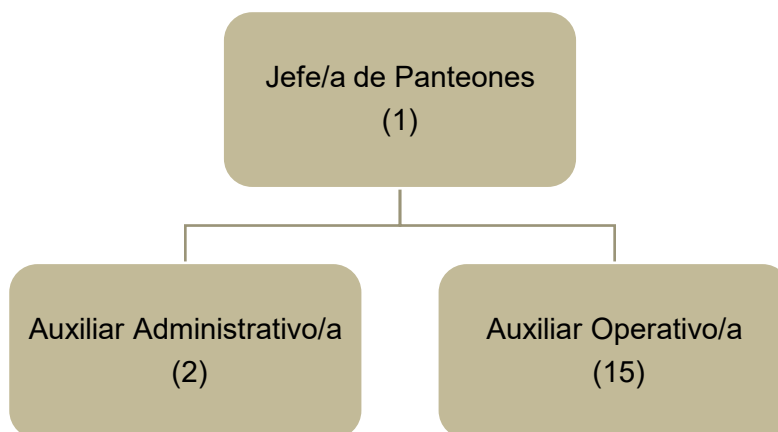 Jefe/a de Panteones
(1)
Auxiliar Administrativo/a
(2)
Auxiliar Operativo/a
(15)